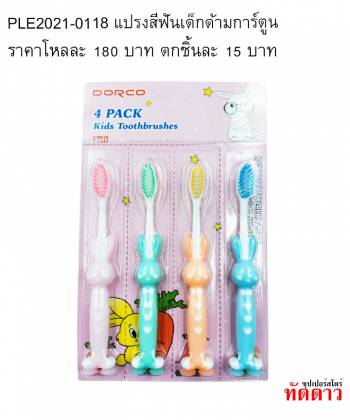 PLE2021-0118 แปรงสีฟันเด็กด้ามการ์ตูน
ราคาโหลละ 180 บาท ตกชิ้นละ 15 บาท
DORCO
4 PACK
Kids Toothbrushes
Soft
ซุปเปอร์สโตร์
ทัดดาว